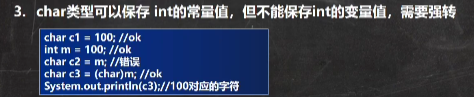 3. char类型可以保存 int的常量值，但不能保存int的变量值，需要强转
char c1 = 100; //ok
int m = 100; //ok
char c2 = m; //错误
char c3 = (char)m; //ok
System.out.println(c3);//100对应的字符